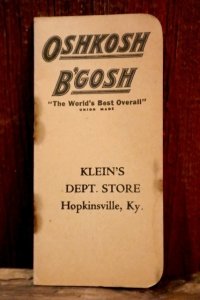 OSHKOSH
B'GOSH
"The World's Best Overall"
UNION MADE
KLEIN'S
DEPT. STORE
Hopkinsville, Ky.